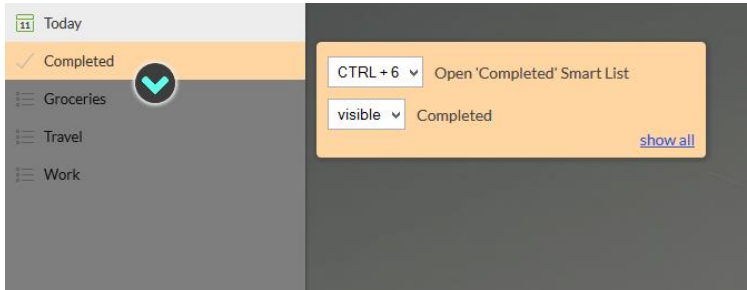 11 Today
Completed
Groceries
Travel
Work
CTRL + 6 Open 'Completed' Smart List
visible Completed
show all